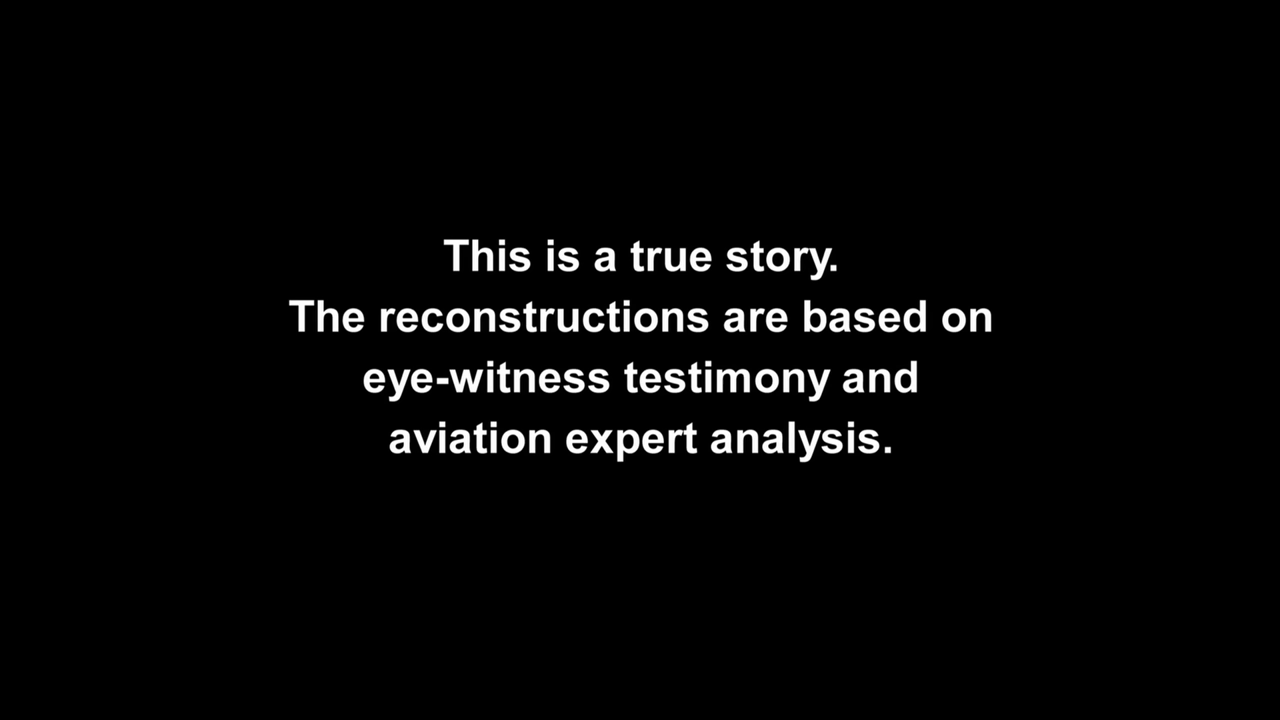 This is a true story.
The reconstructions are based on
eye-witness testimony and
aviation expert analysis.